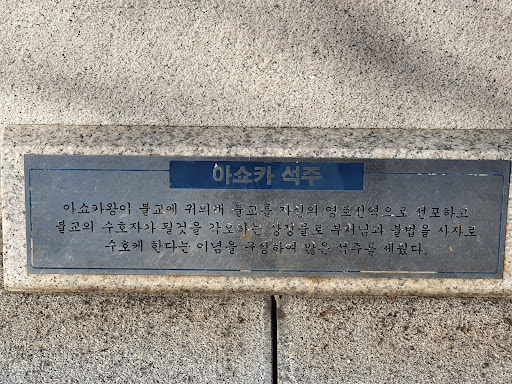 아쇼카 석주
아쇼카왕이 불교에 귀의해 불교를 자신의 영토전역으로 선포하고
불교의 수호자가 될것을 각오하는 상징물로 부처님과 불법을 사자로
수호케 한다는 이념을 구상하여 많은 석주를 세웠다.